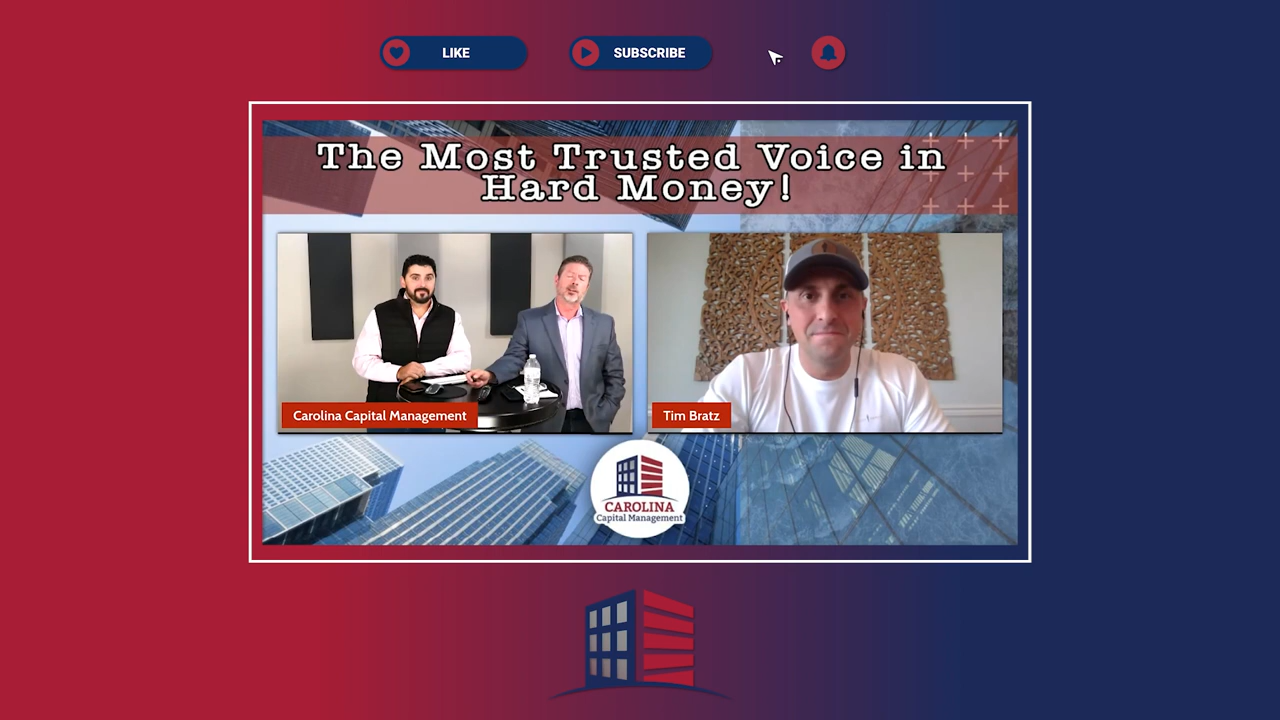 LIKE
SUBSCRIBE
The Most Trusted Voice in
Hard Money!
Carolina Capital Management
Tim Bratz
CAROLINA
Capital Management